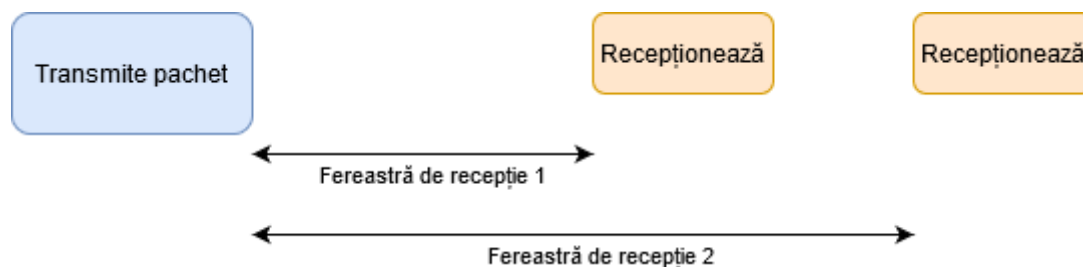 Transmite pachet
Recepționează
Recepționează
Fereastră de recepție 1
Fereastră de recepție 2